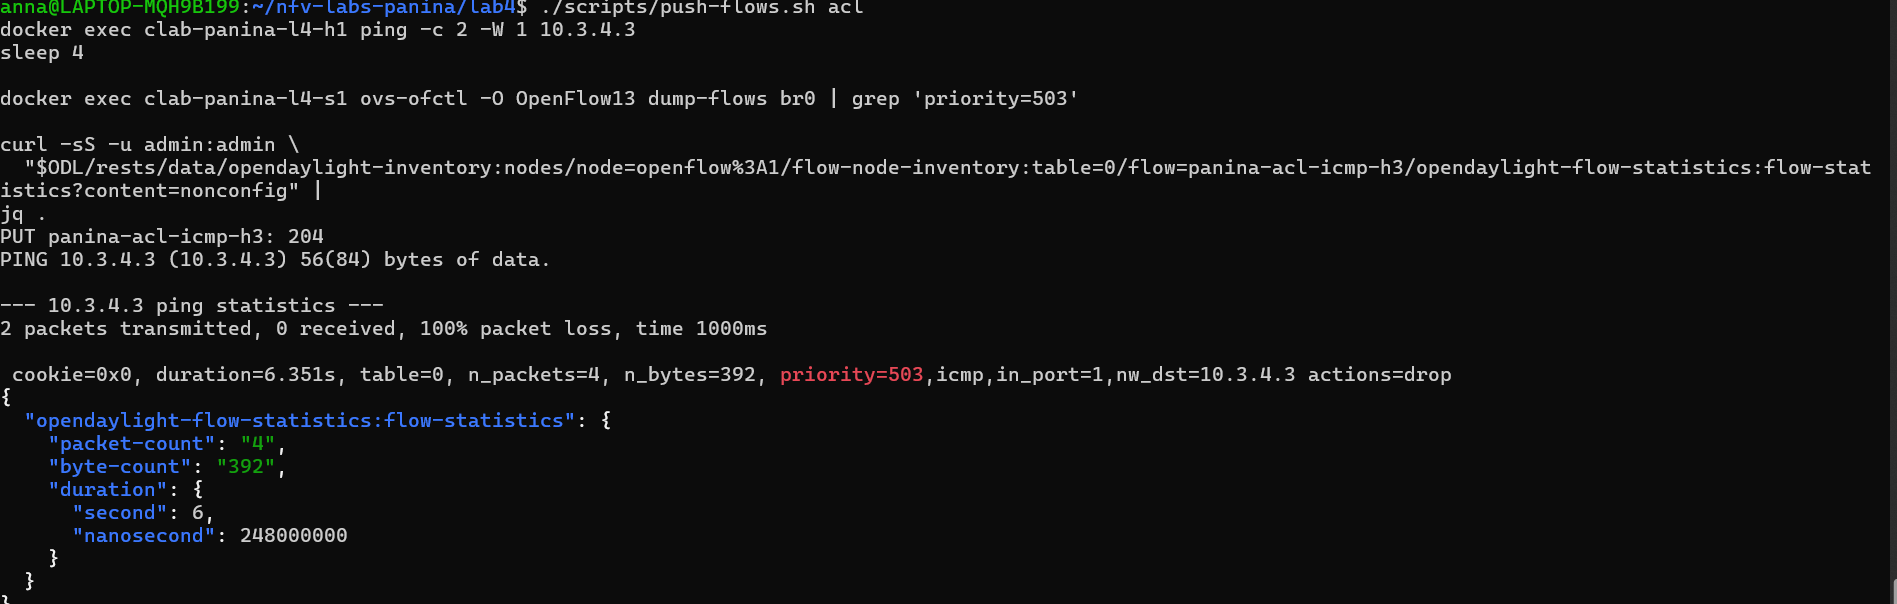 anna@LAPTOP-MQH9B199:~/nfv-labs-panina/lab4$ ./scripts/push-flows.sh acl
docker exec clab-panina-l4-h1 ping -c 2 -W 1 10.3.4.3
sleep 4
docker exec clab-panina-l4-s1 ovs-ofctl -O OpenFlow13 dump-flows br0 | grep 'priority=503'
curl -sS -u admin:admin \
  "$ODL/rests/data/opendaylight-inventory:nodes/node=openflow%3A1/flow-node-inventory:table=0/flow=panina-acl-icmp-h3/opendaylight-flow-statistics:flow-stat
istics?content=nonconfig" |
jq .
PUT panina-acl-icmp-h3: 204
PING 10.3.4.3 (10.3.4.3) 56(84) bytes of data.
--- 10.3.4.3 ping statistics ---
2 packets transmitted, 0 received, 100% packet loss, time 1000ms
 cookie=0x0, duration=6.351s, table=0, n_packets=4, n_bytes=392, priority=503,icmp,in_port=1,nw_dst=10.3.4.3 actions=drop
{
  "opendaylight-flow-statistics:flow-statistics": {
    "packet-count": "4",
    "byte-count": "392",
    "duration": {
      "second": 6,
      "nanosecond": 248000000
    }
  }
}